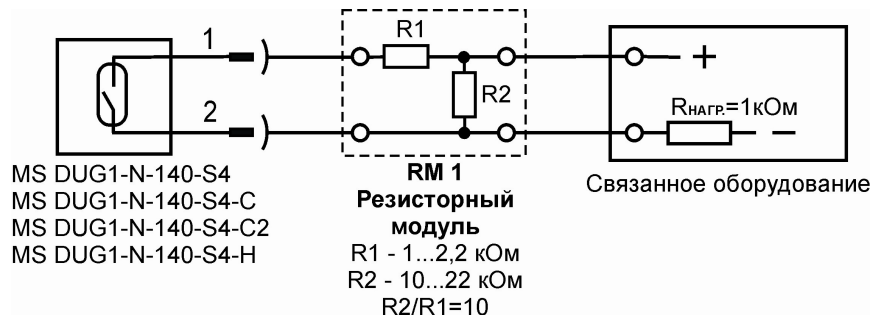 1
2
R1
R2
+
Rнагр.=1кОм
−
MS DUG1-N-140-S4
MS DUG1-N-140-S4-C
MS DUG1-N-140-S4-C2
MS DUG1-N-140-S4-H
RM 1
Резисторный
модуль
R1 - 1...2,2 кОм
R2 - 10...22 кОм
R2/R1=10
Связанное оборудование